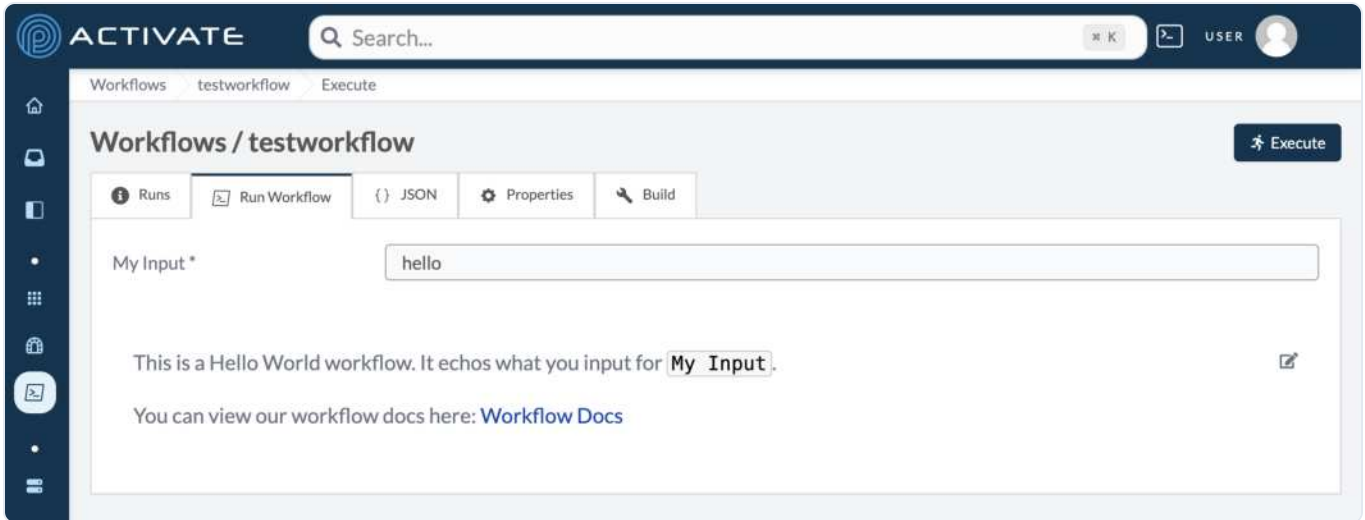 ACTIVATE
Search...
⌘ K
USER
Workflows testworkflow Execute
Workflows / testworkflow
Execute
Runs
Run Workflow
{ } JSON
Properties
Build
My Input *
hello
This is a Hello World workflow. It echos what you input for My Input.
You can view our workflow docs here: Workflow Docs